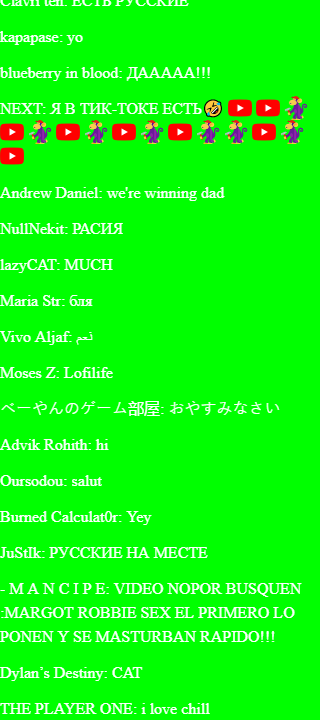 Clavri ten: ЕСТЬ РУССКИЕ
kapapase: yo
blueberry in blood: ДААААА!!!
NEXT: Я В ТИК-ТОКЕ ЕСТЬ
Andrew Daniel: we're winning dad
NullNekit: РАСИЯ
lazyCAT: MUCH
Maria Str: бля
Vivo Aljaf:
Moses Z: Lofilife
べーやんのゲーム部屋: おやすみなさい
Advik Rohith: hi
Oursodou: salut
Burned Calculat0r: Yey
JuStIk: РУССКИЕ НА МЕСТЕ
- M A N C I P E: VIDEO NOPOR BUSQUEN
:MARGOT ROBBIE SEX EL PRIMERO LO
PONEN Y SE MASTURBAN RAPIDO!!!
Dylan's Destiny: CAT
THE PLAYER ONE: i love chill